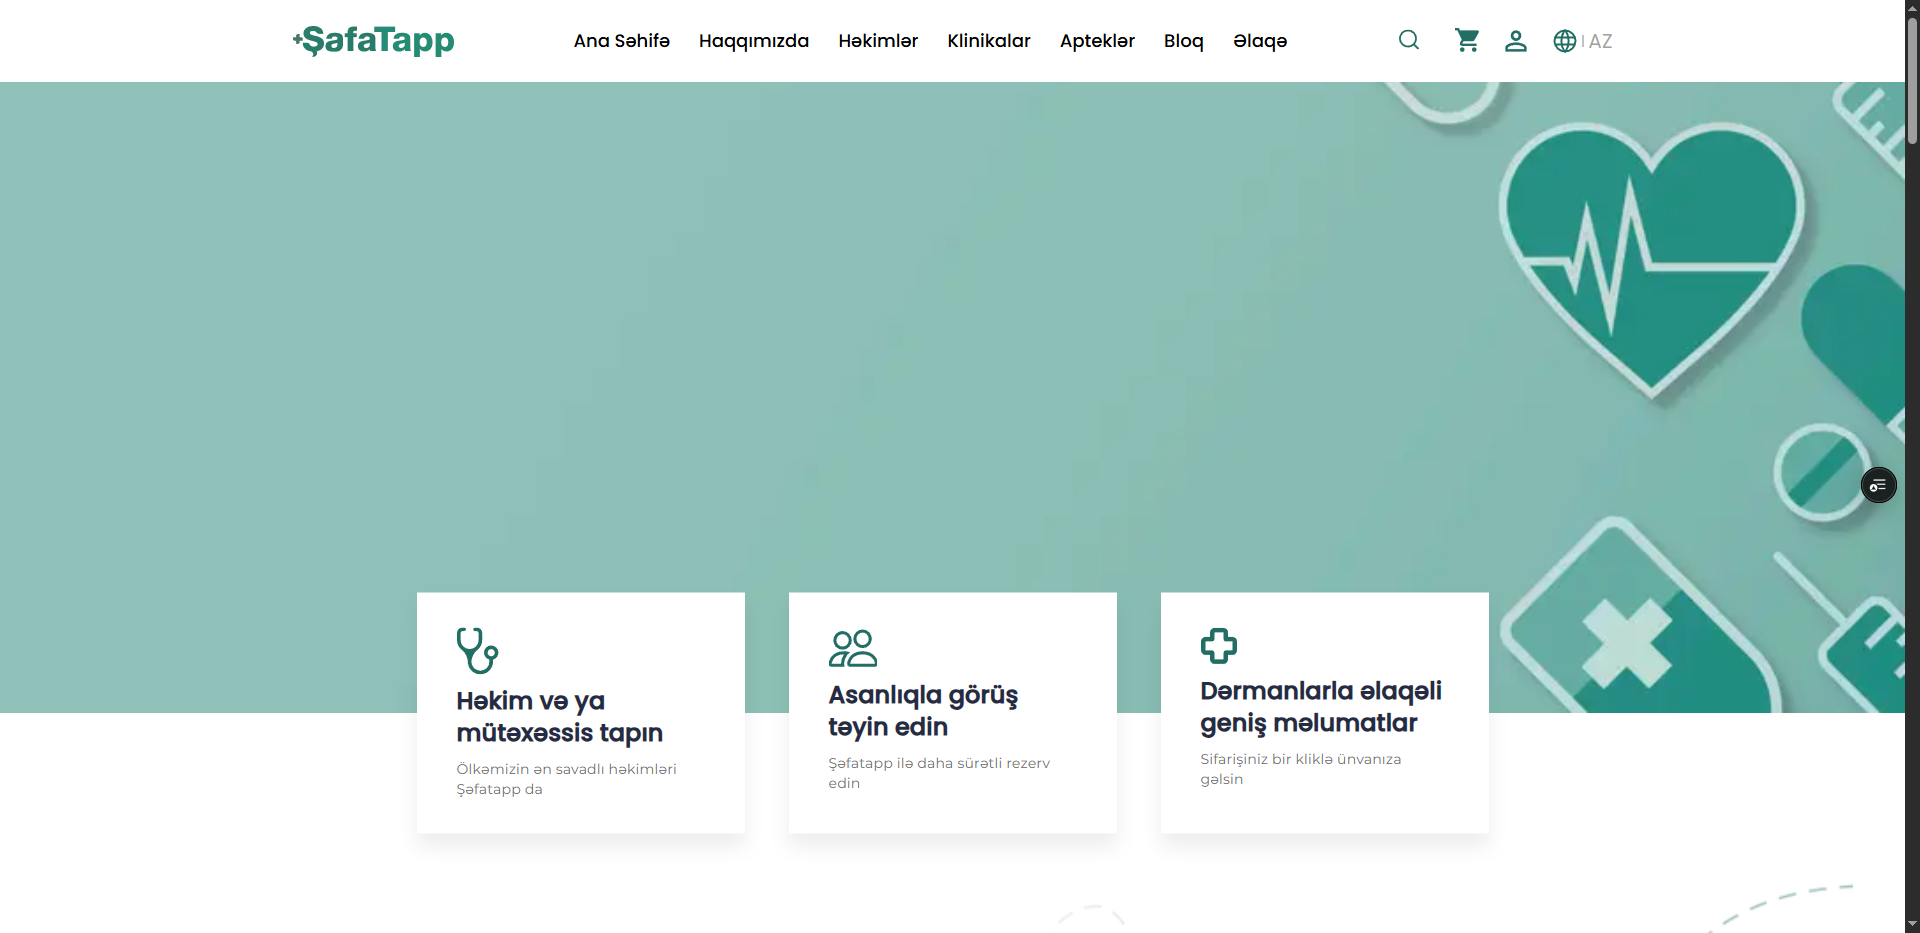 ŞafaTapp
Ana Səhifə Haqqımızda Həkimlər Klinikalar Apteklər Bloq Əlaqə
AZ
Həkim və ya
mütəxəssis tapın
Ölkəmizin ən savadlı həkimləri
Şəfatapp da
Asanlıqla görüş
təyin edin
Şəfatapp ilə daha sürətli rezerv
edin
Dərmanlarla əlaqəli
geniş məlumatlar
Sifarişiniz bir kliklə ünvanıza
gəlsin